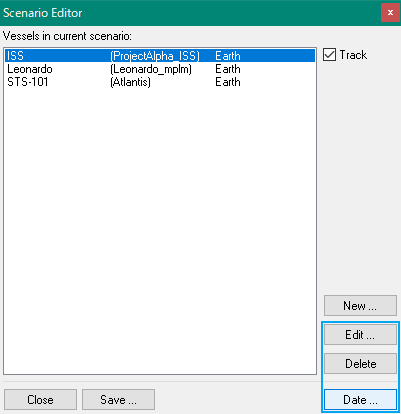 Scenario Editor
x
Vessels in current scenario:
ISS (ProjectAlpha_ISS) Earth
Leonardo (Leonardo_mplm) Earth
STS-101 (Atlantis) Earth
Track
New ...
Edit ...
Delete
Close
Save ...
Date ...